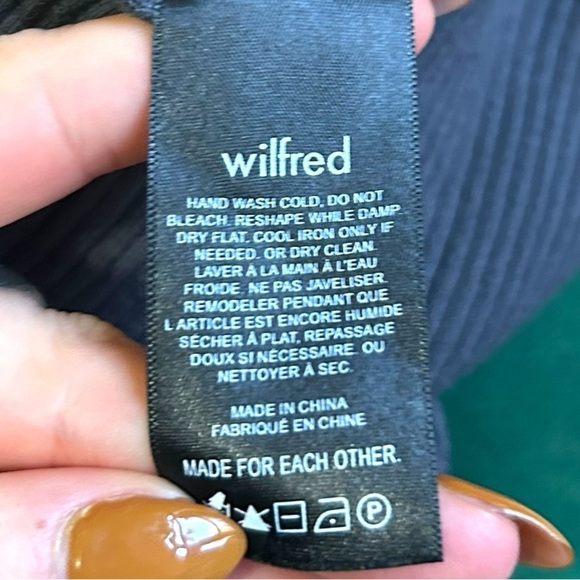 wilfred
HAND WASH COLD, DO NOT
BLEACH. RESHAPE WHILE DAMP
DRY FLAT. COOL IRON ONLY IF
NEEDED. OR DRY CLEAN.
LAVER À LA MAIN À L'EAU
FROIDE. NE PAS JAVELISER
REMODELER PENDANT QUE
L ARTICLE EST ENCORE HUMIDE
SÉCHER À PLAT, REPASSAGE
DOUX SI NÉCESSAIRE. OU
NETTOYER À SEC.
MADE IN CHINA
FABRIQUÉ EN CHINE
MADE FOR EACH OTHER.
P